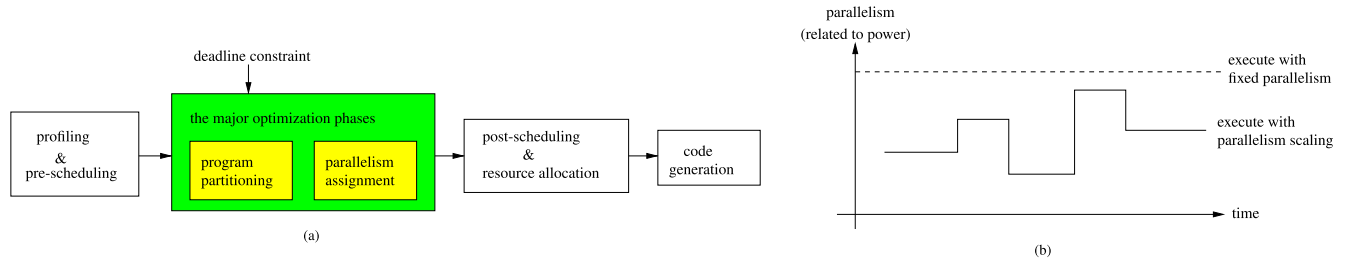 deadline constraint
profiling
&
pre-scheduling
the major optimization phases
program
partitioning
parallelism
assignment
post-scheduling
&
resource allocation
code
generation
(a)
parallelism
(related to power)
execute with
fixed parallelism
execute with
parallelism scaling
time
(b)